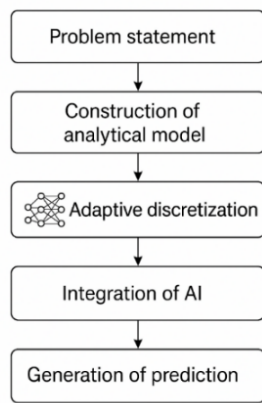 Problem statement
Construction of
analytical model
Adaptive discretization
Integration of AI
Generation of prediction